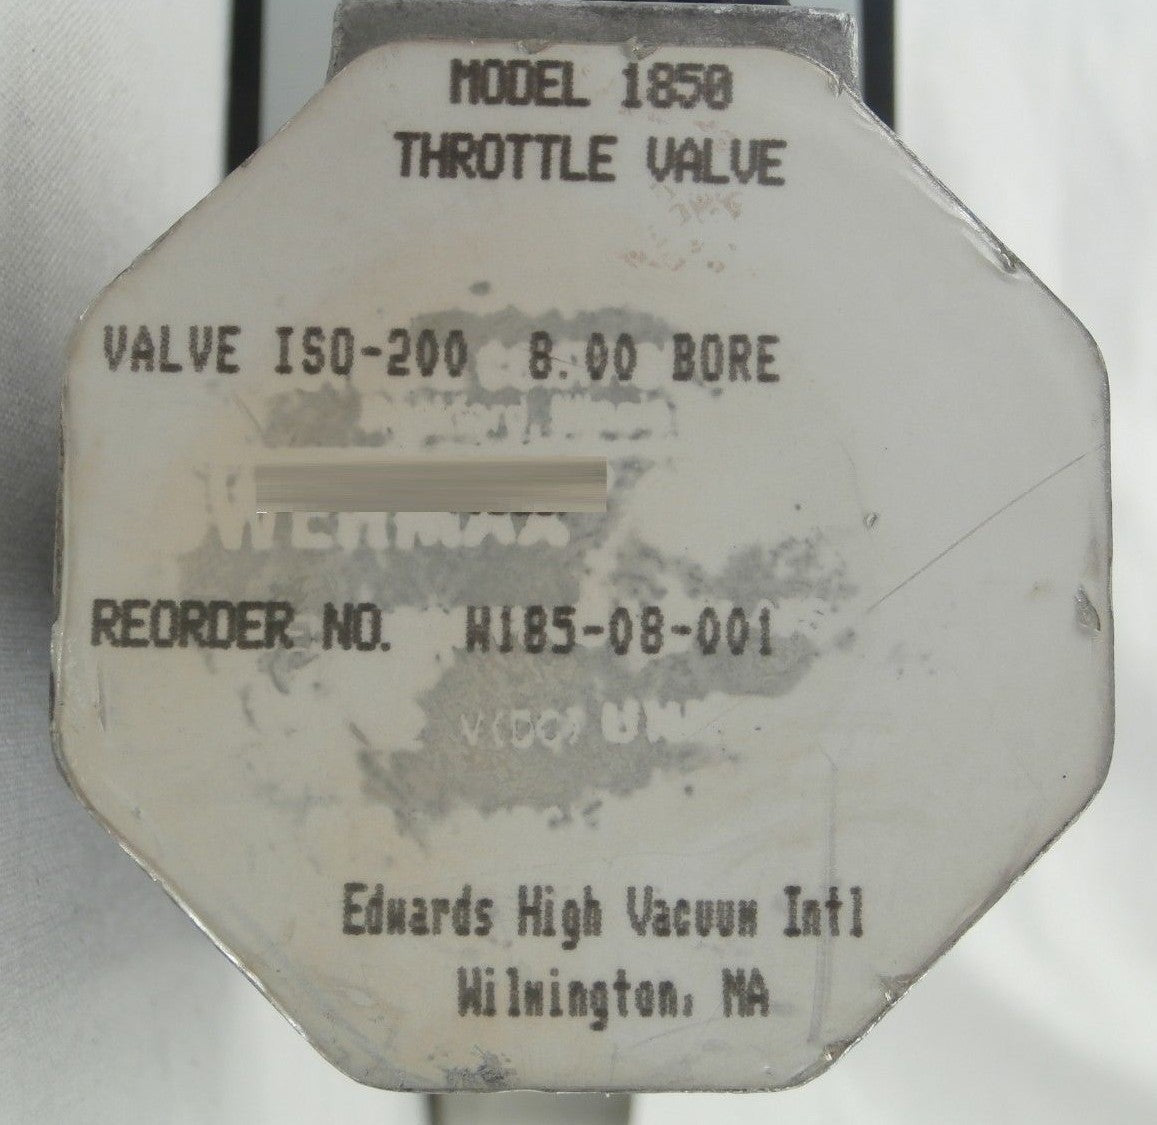 MODEL 1850
THROTTLE VALVE
VALVE ISO-200 8.00 BORE
REORDER NO. W185-08-001
V(DC)
Edwards High Vacuum Intl
Wilmington, MA